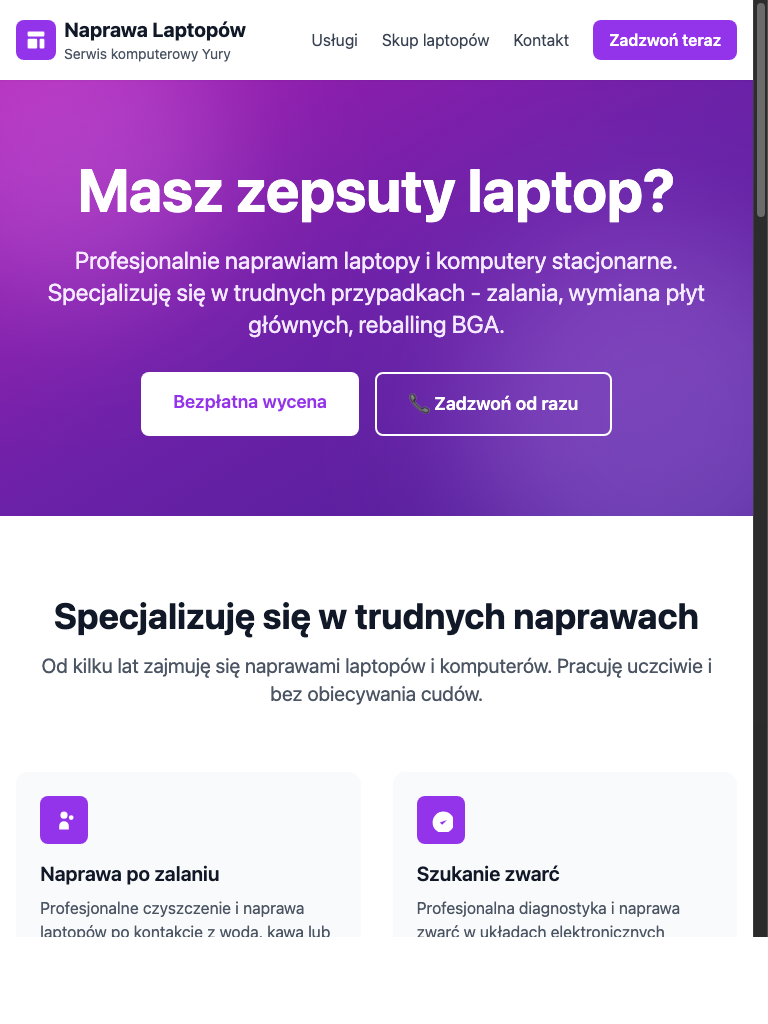 Naprawa Laptopów
Serwis komputerowy Yury
Usługi
Skup laptopów
Kontakt
Zadzwoń teraz
Masz zepsuty laptop?
Profesjonalnie naprawiam laptopy i komputery stacjonarne.
Specjalizuję się w trudnych przypadkach - zalania, wymiana płyt
głównych, reballing BGA.
Bezpłatna wycena
📞 Zadzwoń od razu
Specjalizuję się w trudnych naprawach
Od kilku lat zajmuję się naprawami laptopów i komputerów. Pracuję uczciwie i
bez obiecywania cudów.
Naprawa po zalaniu
Profesjonalne czyszczenie i naprawa
laptopów po kontakcie z wodą, kawą lub
Szukanie zwarć
Profesjonalna diagnostyka i naprawa
zwarć w układach elektronicznych